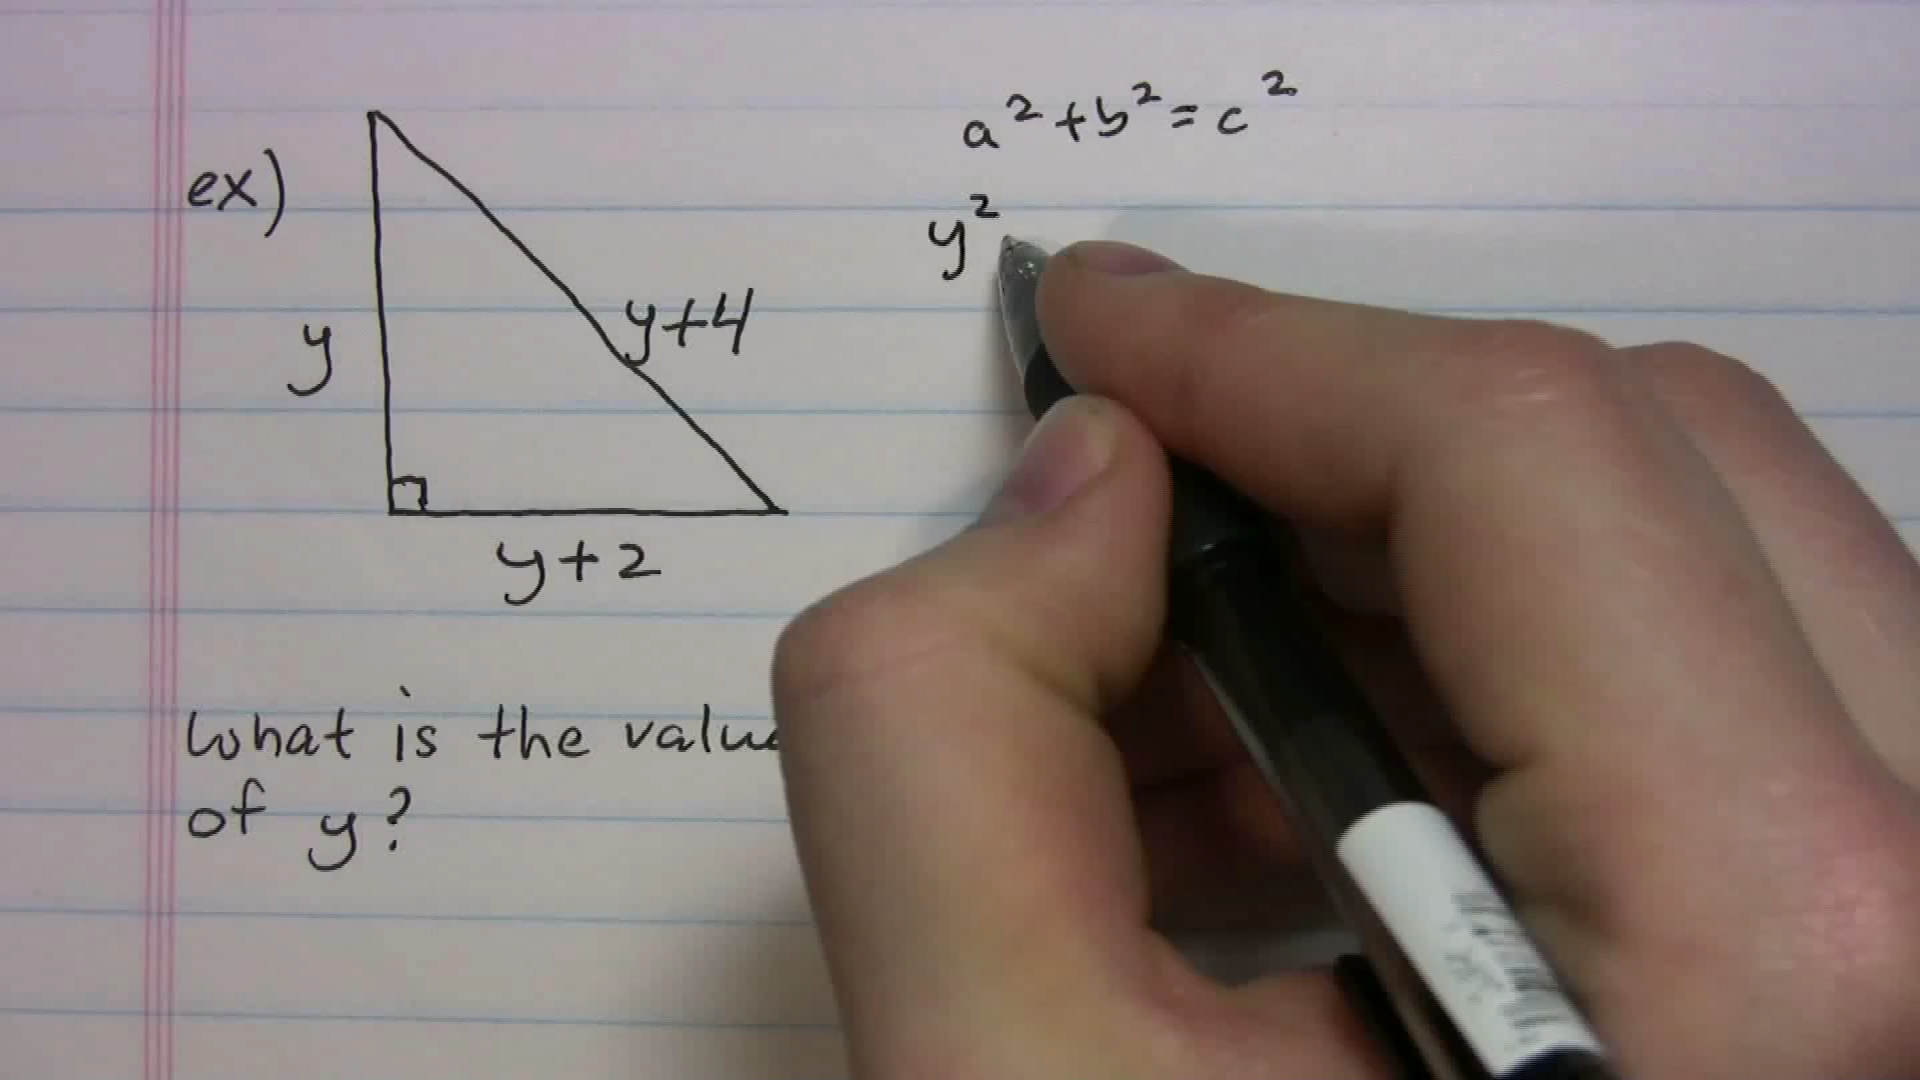 ex)
y
y+4
y+2
a²+b²=c²
y²
What is the value
of y?